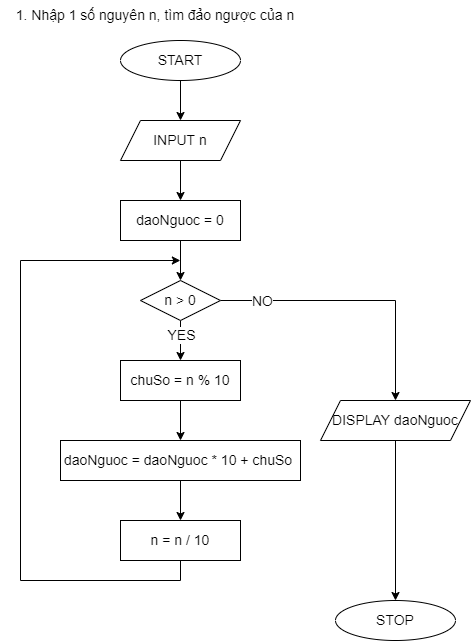 1. Nhập 1 số nguyên n, tìm đảo ngược của n
START
INPUT n
daoNguoc = 0
n > 0
NO
YES
chuSo = n % 10
DISPLAY daoNguoc
daoNguoc = daoNguoc * 10 + chuSo
n = n / 10
STOP